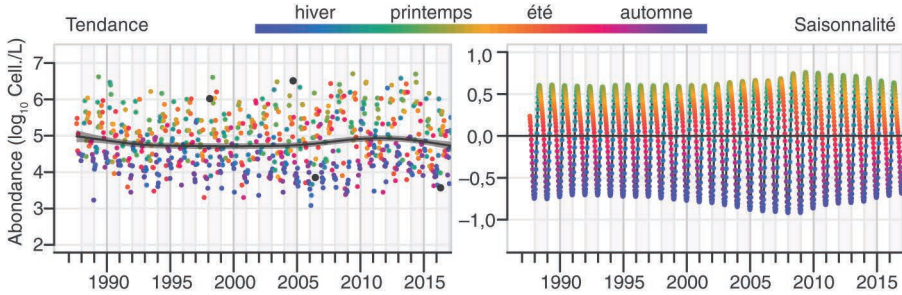 hiver printemps été automne
Tendance Saisonnalité
Abondance (log10 Cell./L)
7
6
5
4
3
2
1990 1995 2000 2005 2010 2015
1,0
0,5
0,0
−0,5
−1,0
1990 1995 2000 2005 2010 2015